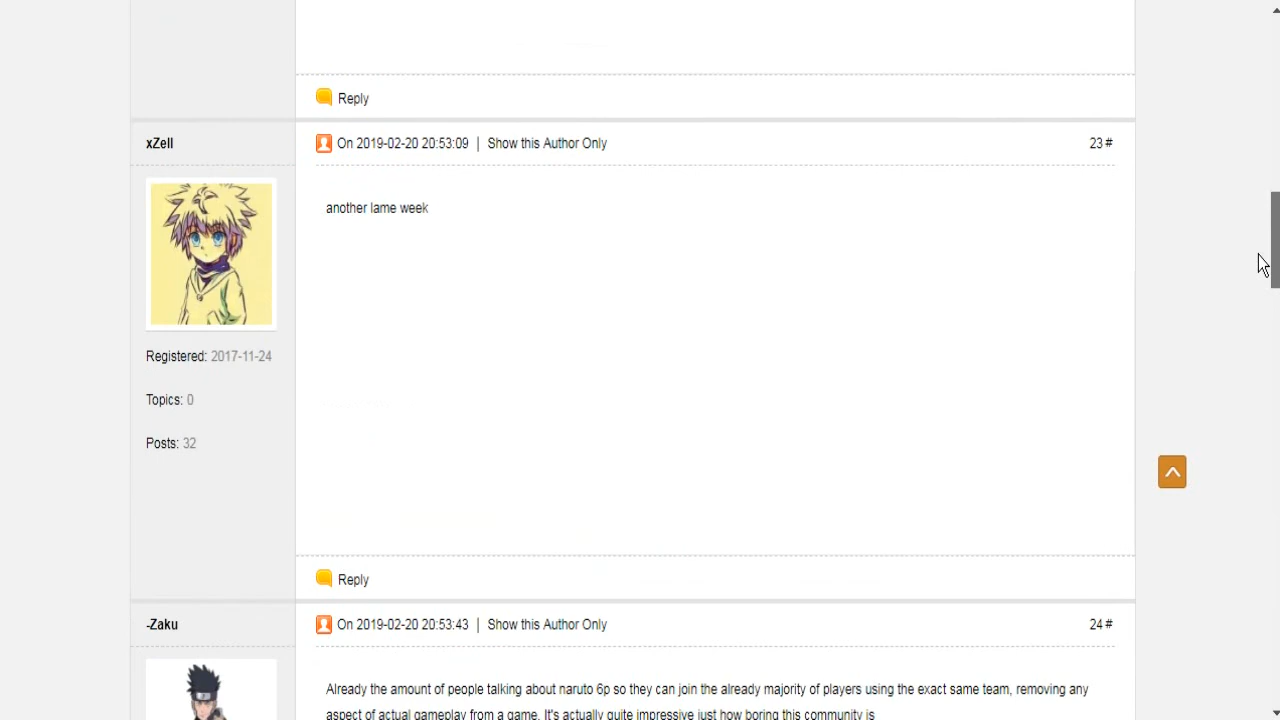 Reply
xZell
On 2019-02-20 20:53:09 | Show this Author Only
23 #
another lame week
Registered: 2017-11-24
Topics: 0
Posts: 32
Reply
-Zaku
On 2019-02-20 20:53:43 | Show this Author Only
24 #
Already the amount of people talking about naruto 6p so they can join the already majority of players using the exact same team, removing any
aspect of actual gameplay from a game. It's actually quite impressive just how boring this community is